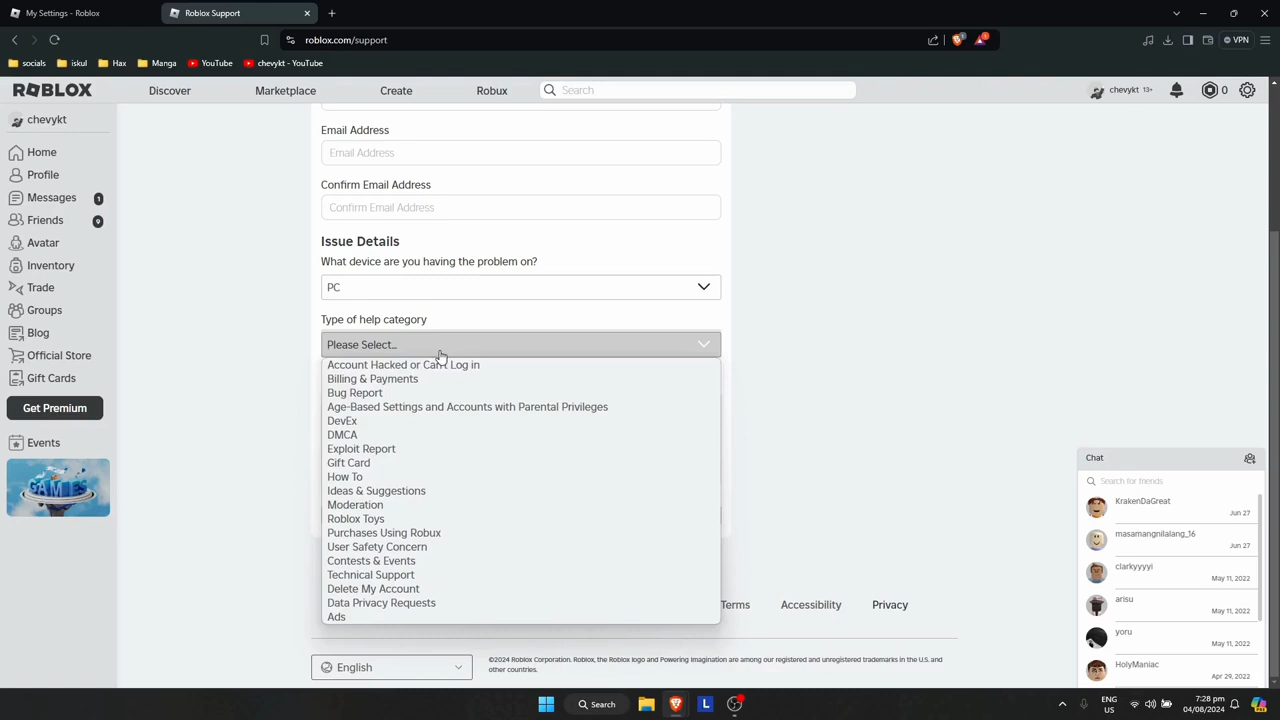 My Settings - Roblox
Roblox Support
roblox.com/support
VPN
socials
iskul
Hax
Manga
YouTube
chevykt - YouTube
ROBLOX
Discover
Marketplace
Create
Robux
Search
chevykt 13+
0
chevykt
Home
Profile
Messages 1
Friends 9
Avatar
Inventory
Trade
Groups
Blog
Official Store
Gift Cards
Get Premium
Events
GAMES
Email Address
Email Address
Confirm Email Address
Confirm Email Address
Issue Details
What device are you having the problem on?
PC
Type of help category
Please Select...
Account Hacked or Can't Log in
Billing & Payments
Bug Report
Age-Based Settings and Accounts with Parental Privileges
DevEx
DMCA
Exploit Report
Gift Card
How To
Ideas & Suggestions
Moderation
Roblox Toys
Purchases Using Robux
User Safety Concern
Contests & Events
Technical Support
Delete My Account
Data Privacy Requests
Ads
Terms
Accessibility
Privacy
English
©2024 Roblox Corporation. Roblox, the Roblox logo and Powering Imagination are among our registered and unregistered trademarks in the U.S. and
other countries.
Chat
Search for friends
KrakenDaGreat
Jun 27
masamangnilalang_16
Jun 27
clarkyyyyi
May 11, 2022
arisu
May 11, 2022
yoru
May 11, 2022
HolyManiac
Apr 29, 2022
Search
L
ENG
US
7:28 pm
04/08/2024